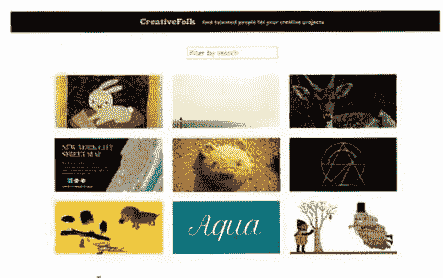 CreativeFolk find talented people for your creative projects
Filter by search
NEW YORK CITY
STREET MAP
Aqua